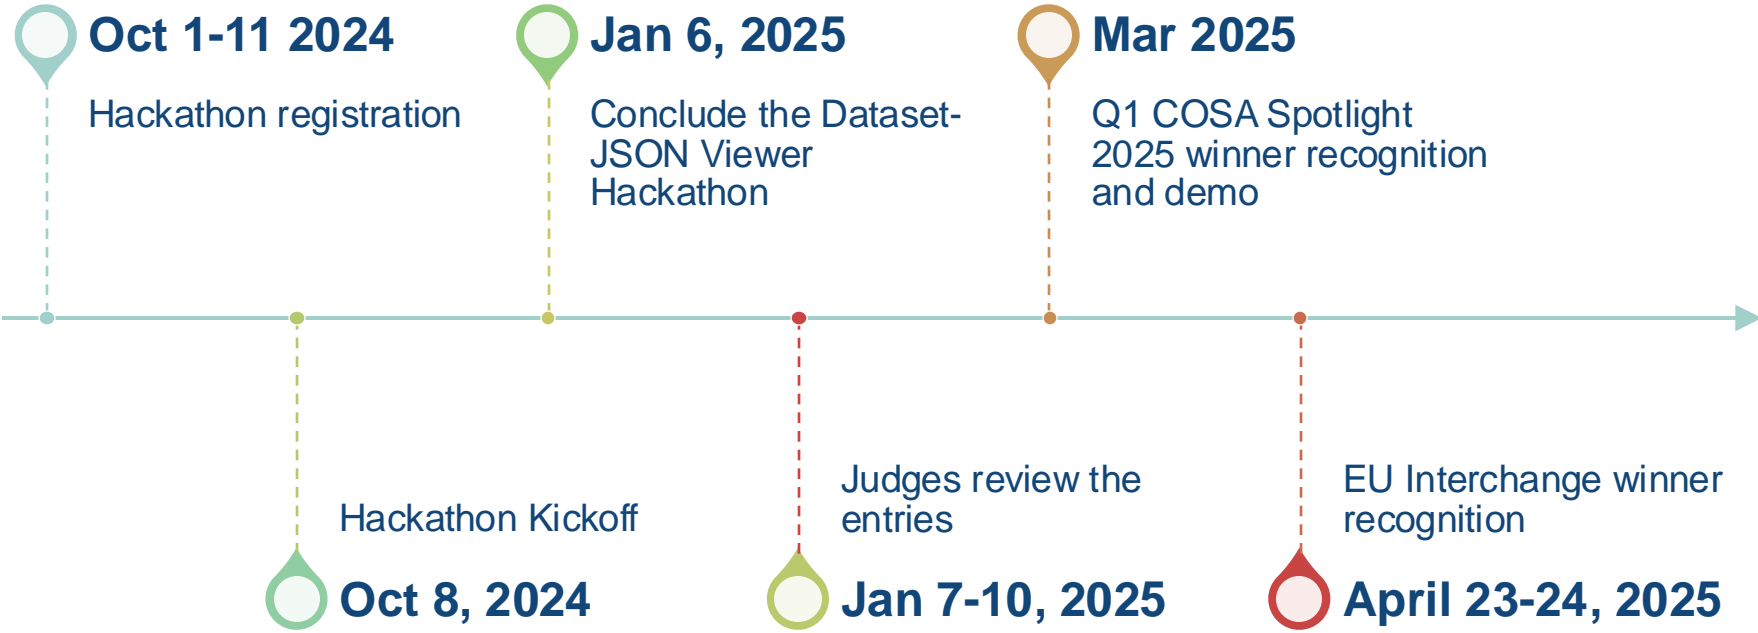 Oct 1-11 2024
Hackathon registration
Jan 6, 2025
Conclude the Dataset-
JSON Viewer
Hackathon
Mar 2025
Q1 COSA Spotlight
2025 winner recognition
and demo
Hackathon Kickoff
Oct 8, 2024
Judges review the
entries
Jan 7-10, 2025
EU Interchange winner
recognition
April 23-24, 2025